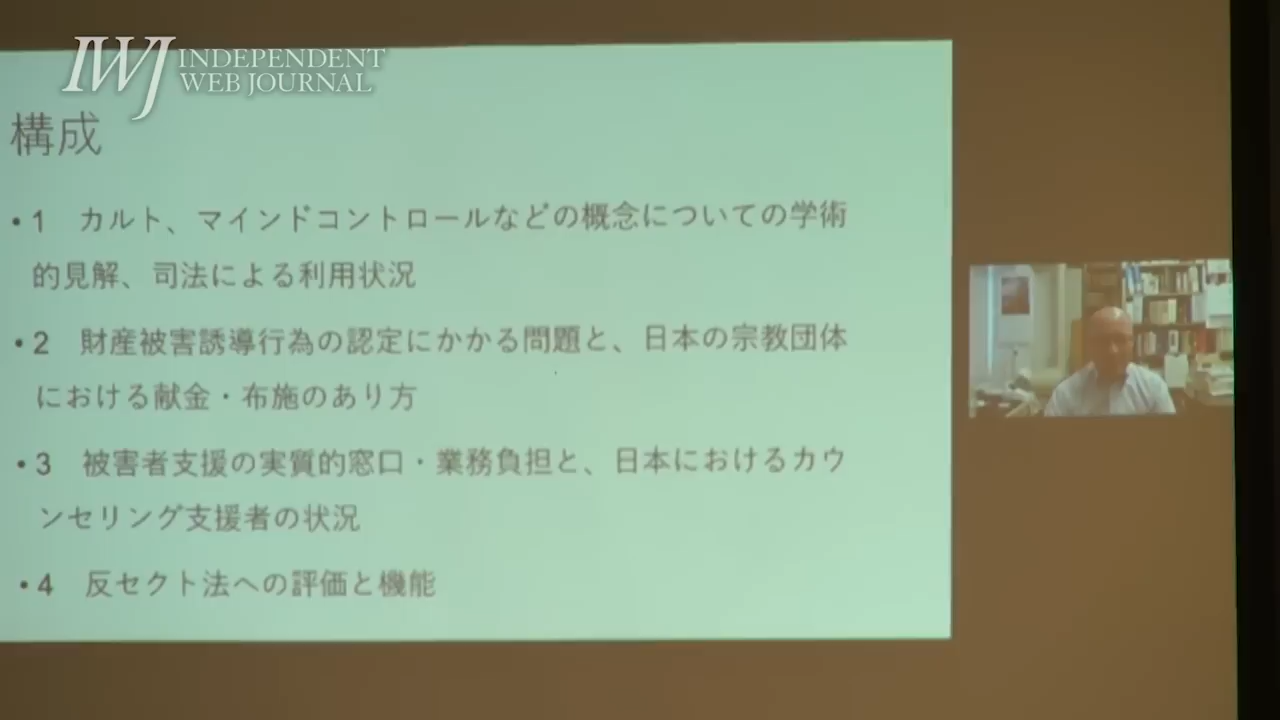 IWJ INDEPENDENT
WEB JOURNAL
構成
•1 カルト、マインドコントロールなどの概念についての学術
的見解、司法による利用状況
•2 財産被害誘導行為の認定にかかる問題と、日本の宗教団体
における献金・布施のあり方
•3 被害者支援の実質的窓口・業務負担と、日本におけるカウ
ンセリング支援者の状況
•4 反セクト法への評価と機能